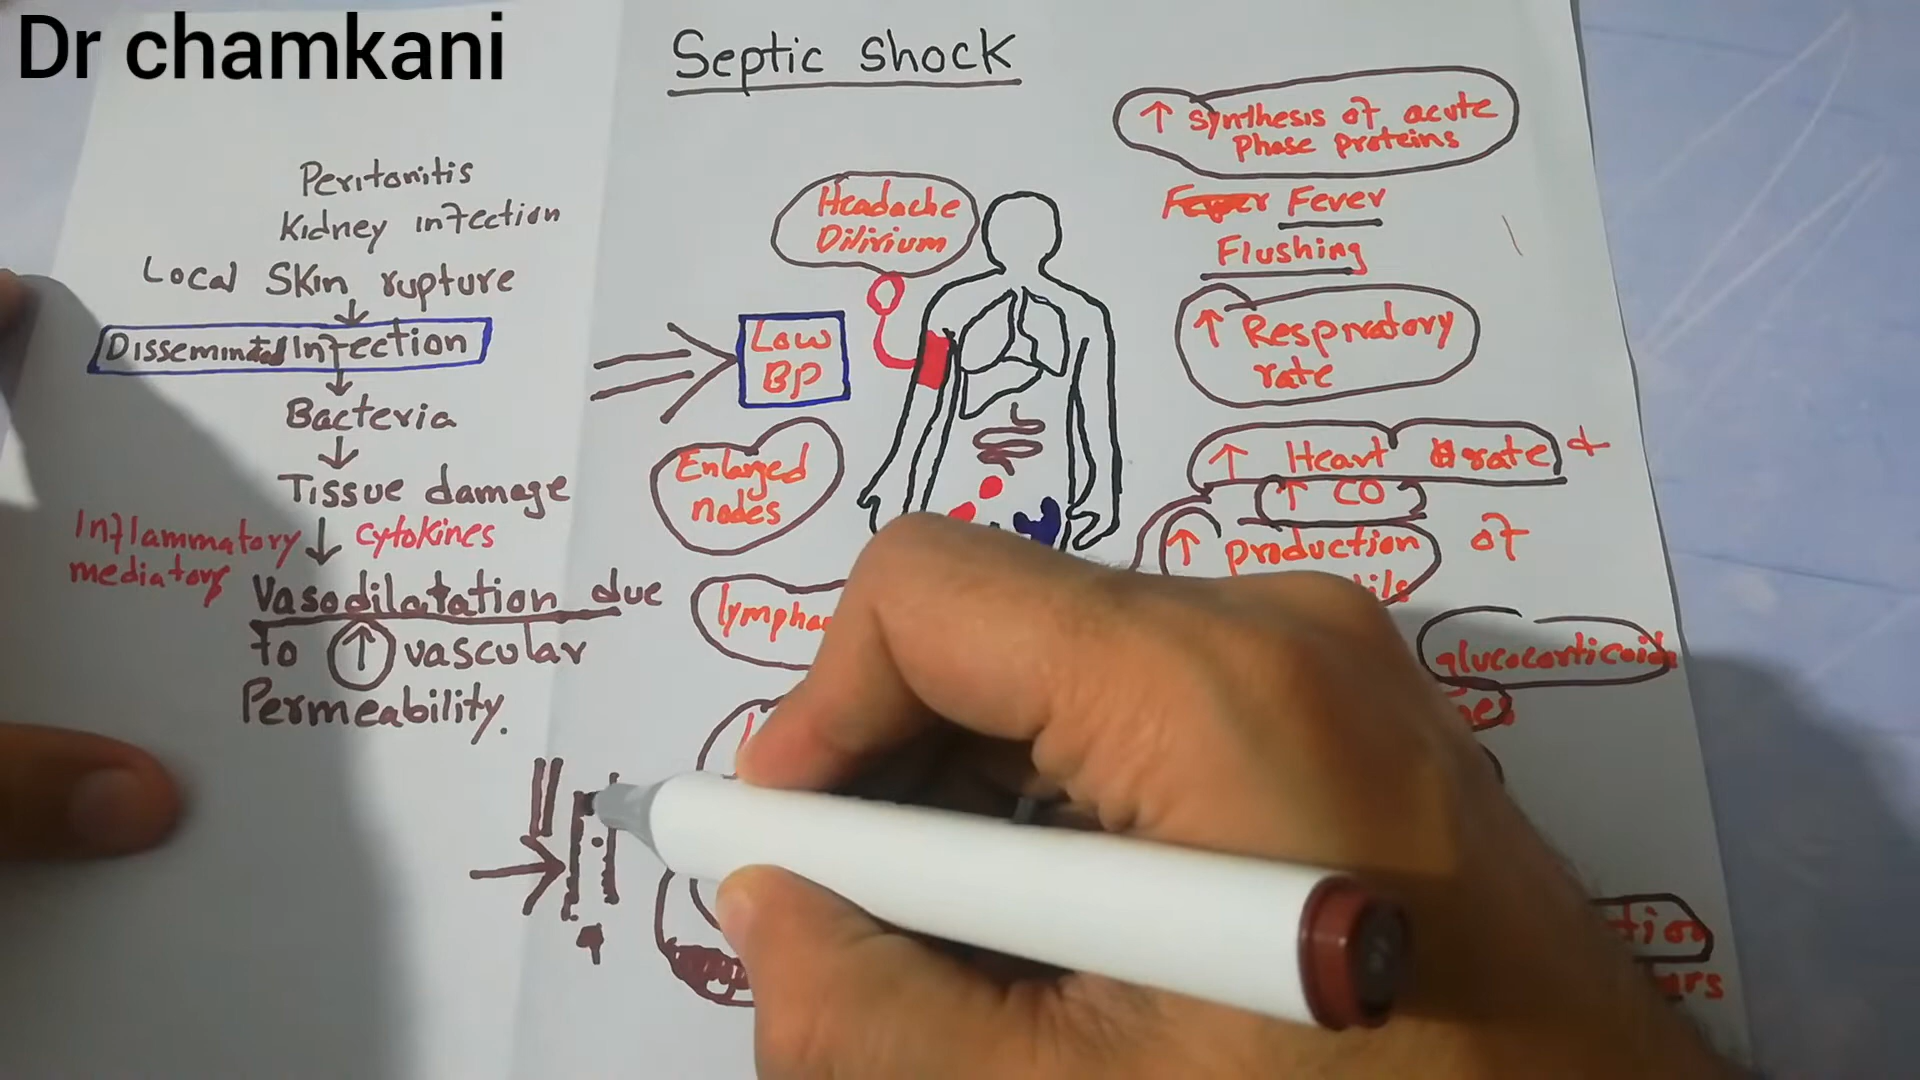 Dr chamkani
Septic shock
Peritonitis
Kidney infection
Local Skin rupture
Disseminated Infection
Bacteria
Tissue damage
Inflammatory
mediators
cytokines
Vasodilatation due
to ↑ vascular
Permeability.
Headache
Dilirium
Low
BP
Enlarged
nodes
↑ synthesis of acute
Phase proteins
Fever
Flushing
↑ Respiratory
rate
↑ Heart rate +
↑ CO
↑ production of
glucocorticoids